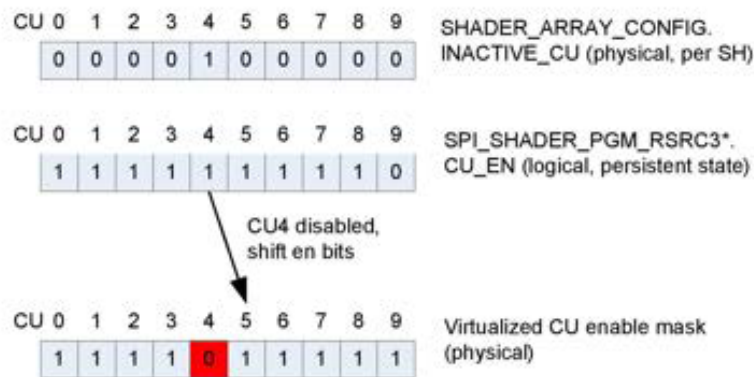 CU 0 1 2 3 4 5 6 7 8 9
SHADER_ARRAY_CONFIG.
0 0 0 0 1 0 0 0 0 0
INACTIVE_CU (physical, per SH)
CU 0 1 2 3 4 5 6 7 8 9
SPI_SHADER_PGM_RSRC3*.
1 1 1 1 1 1 1 1 1 0
CU_EN (logical, persistent state)
CU4 disabled,
shift en bits
CU 0 1 2 3 4 5 6 7 8 9
Virtualized CU enable mask
1 1 1 1 0 1 1 1 1 1
(physical)